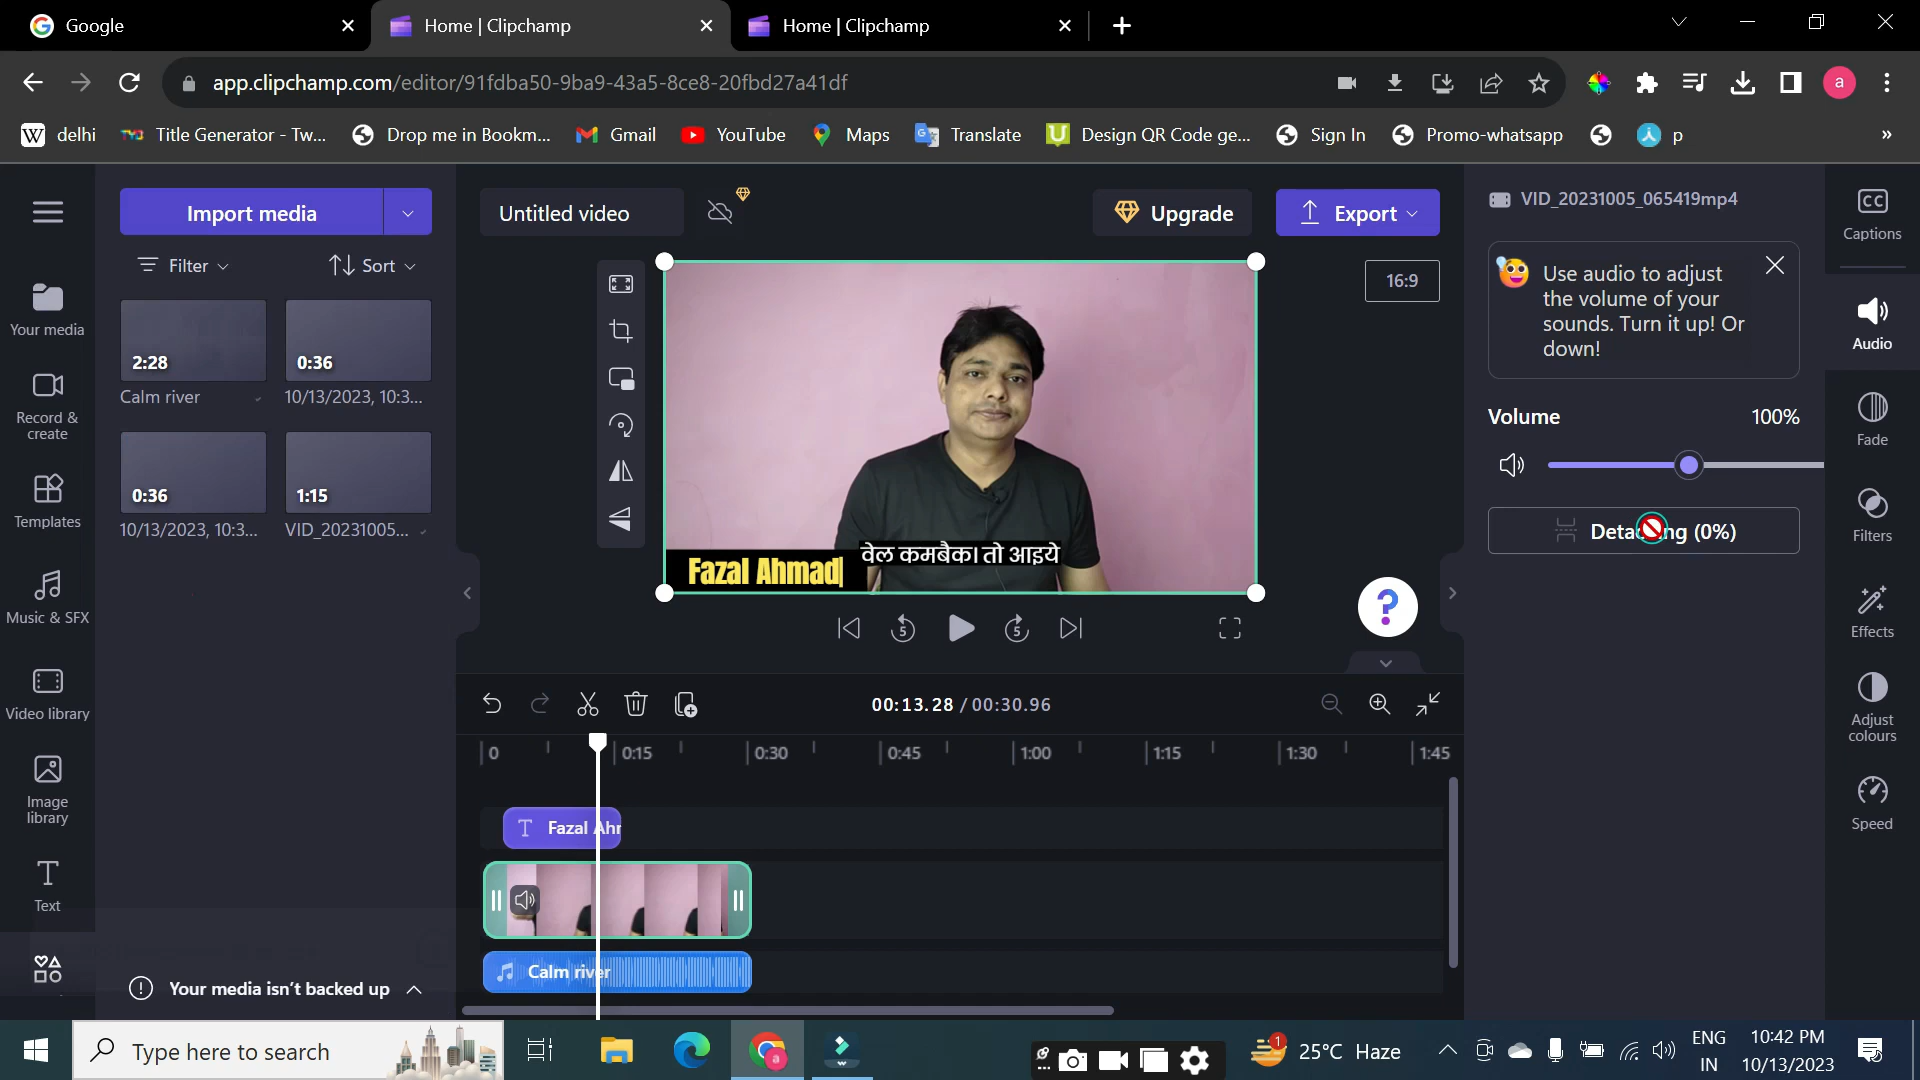 Google
Home | Clipchamp
Home | Clipchamp
app.clipchamp.com/editor/91fdba50-9ba9-43a5-8ce8-20fbd27a41df
a
W delhi
Title Generator - Tw...
Drop me in Bookm...
Gmail
YouTube
Maps
Translate
Design QR Code ge...
Sign In
Promo-whatsapp
p
»
Import media
Untitled video
Upgrade
Export
VID_20231005_065419mp4
CC
Captions
Filter
Sort
16:9
Use audio to adjust
the volume of your
sounds. Turn it up! Or
down!
Your media
2:28
0:36
Calm river
10/13/2023, 10:3...
Audio
Record &
create
Volume 100%
Fade
0:36
1:15
10/13/2023, 10:3...
VID_20231005...
Templates
Filters
वेल कमबैक। तो आइये
Fazal Ahmad
Music & SFX
5
5
?
Effects
Video library
00:13.28 / 00:30.96
Adjust
colours
0
0:15
0:30
0:45
1:00
1:15
1:30
1:45
Image
library
Speed
T Fazal Ahr
T
Text
Calm river
Your media isn't backed up
Type here to search
a
w
1
25°C Haze
ENG
IN
10:42 PM
10/13/2023